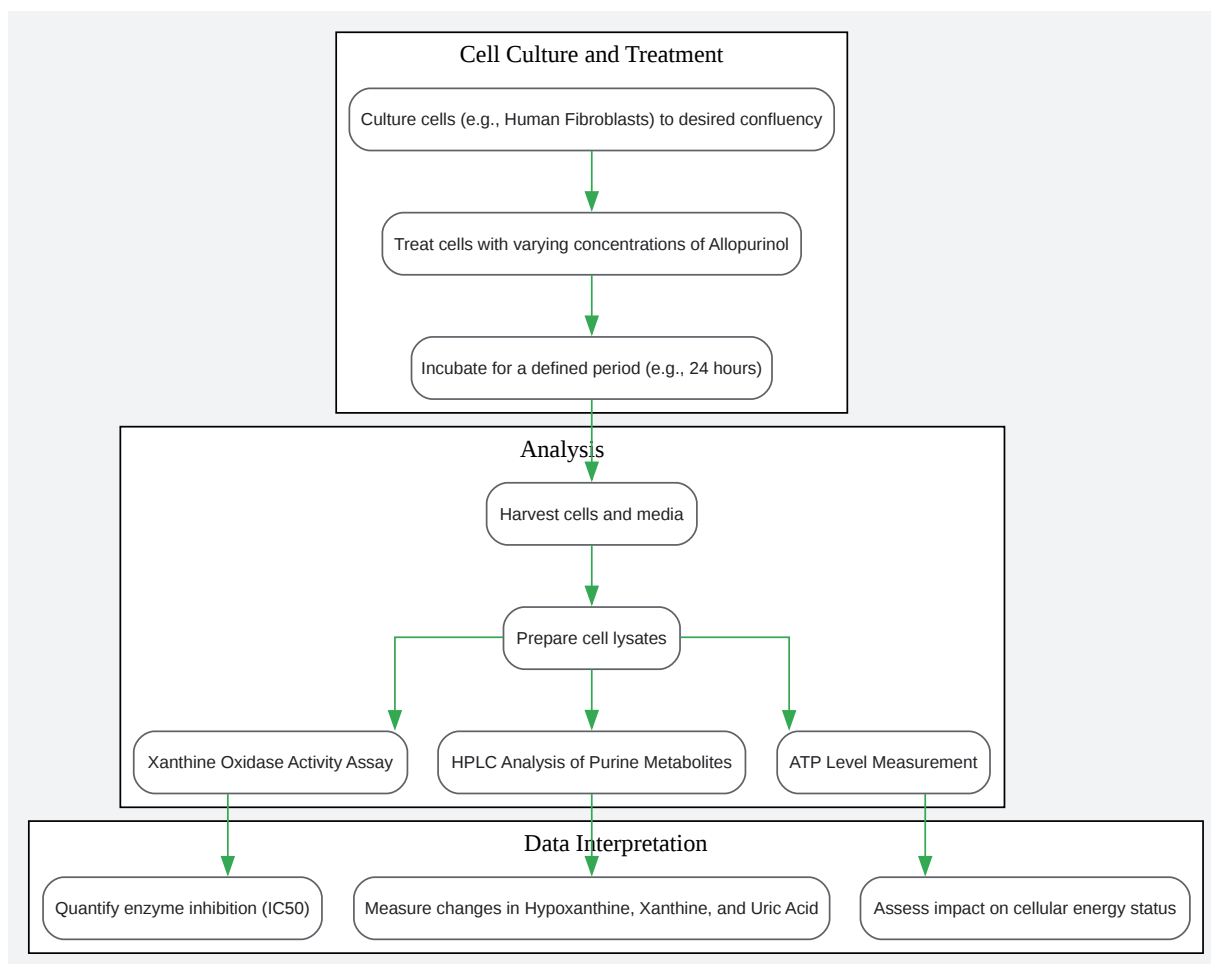 Cell Culture and Treatment
Culture cells (e.g., Human Fibroblasts) to desired confluency
Treat cells with varying concentrations of Allopurinol
Incubate for a defined period (e.g., 24 hours)
Analysis
Harvest cells and media
Prepare cell lysates
Xanthine Oxidase Activity Assay
HPLC Analysis of Purine Metabolites
ATP Level Measurement
Data Interpretation
Quantify enzyme inhibition (IC50)
Measure changes in Hypoxanthine, Xanthine, and Uric Acid
Assess impact on cellular energy status